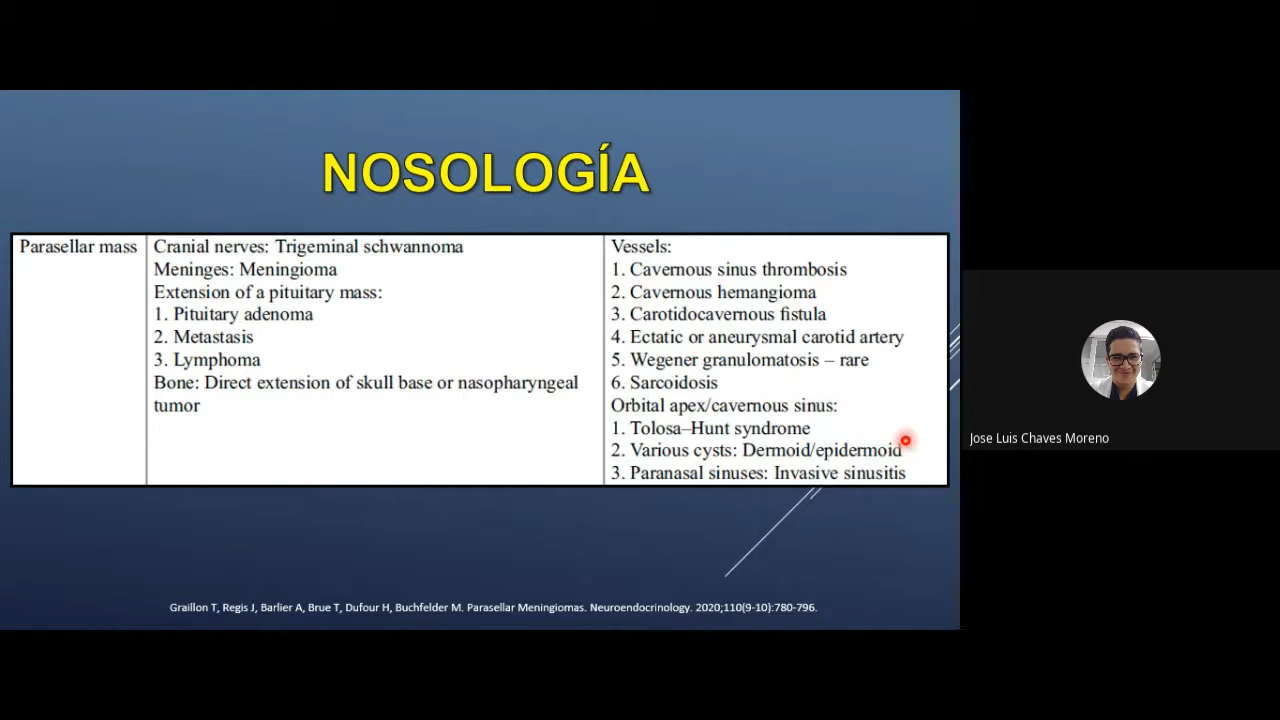 NOSOLOGÍA
Parasellar mass
Cranial nerves: Trigeminal schwannoma
Meninges: Meningioma
Extension of a pituitary mass:
1. Pituitary adenoma
2. Metastasis
3. Lymphoma
Bone: Direct extension of skull base or nasopharyngeal
tumor
Vessels:
1. Cavernous sinus thrombosis
2. Cavernous hemangioma
3. Carotidocavernous fistula
4. Ectatic or aneurysmal carotid artery
5. Wegener granulomatosis – rare
6. Sarcoidosis
Orbital apex/cavernous sinus:
1. Tolosa–Hunt syndrome
2. Various cysts: Dermoid/epidermoid
3. Paranasal sinuses: Invasive sinusitis
Graillon T, Regis J, Barlier A, Brue T, Dufour H, Buchfelder M. Parasellar Meningiomas. Neuroendocrinology. 2020;110(9-10):780-796.
Jose Luis Chaves Moreno